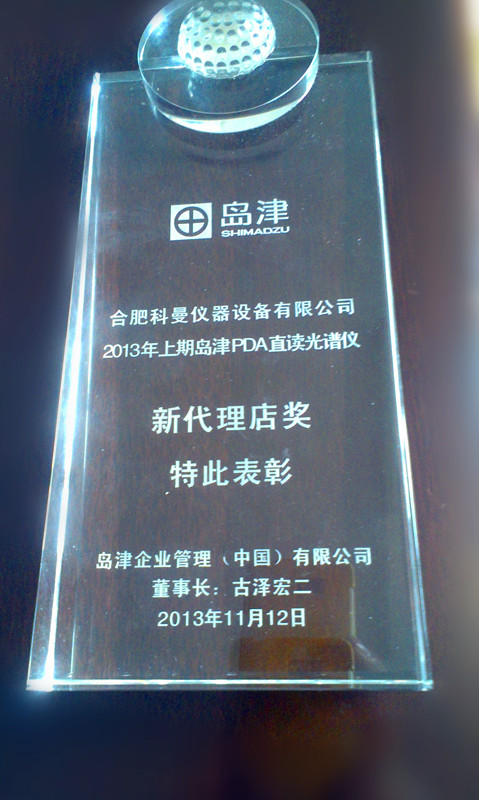 岛津
SHIMADZU
合肥科曼仪器设备有限公司
2013年上期岛津PDA直读光谱仪
新代理店奖
特此表彰
岛津企业管理（中国）有限公司
董事长：古泽宏二
2013年11月12日